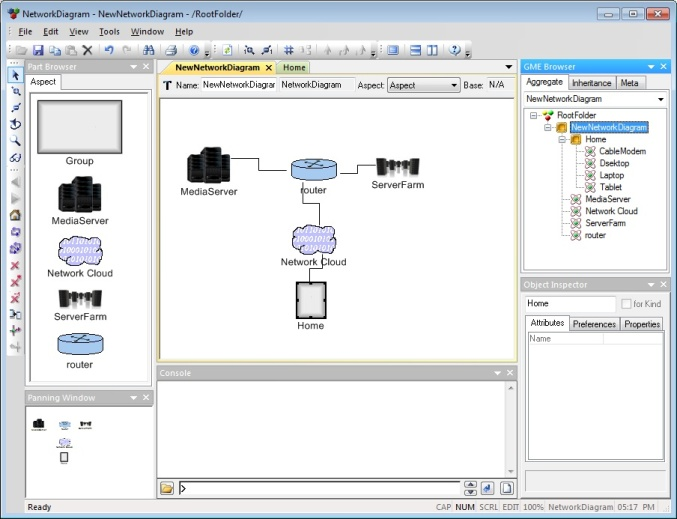 NetworkDiagram - NewNetworkDiagram - /RootFolder/
File Edit View Tools Window Help
Part Browser
Aspect
Group
MediaServer
Network Cloud
ServerFarm
router
Panning Window
NewNetworkDiagram Home
Name: NewNetworkDiagrar NetworkDiagram Aspect: Aspect Base: N/A
MediaServer
router
ServerFarm
Network Cloud
Home
Console
GME Browser
Aggregate Inheritance Meta
NewNetworkDiagram
RootFolder
NewNetworkDiagram
Home
CableModem
Dsektop
Laptop
Tablet
MediaServer
Network Cloud
ServerFarm
router
Object Inspector
Home for Kind
Attributes Preferences Properties
Name
Ready
CAP NUM SCRL EDIT 100% NetworkDiagram 05:17 PM